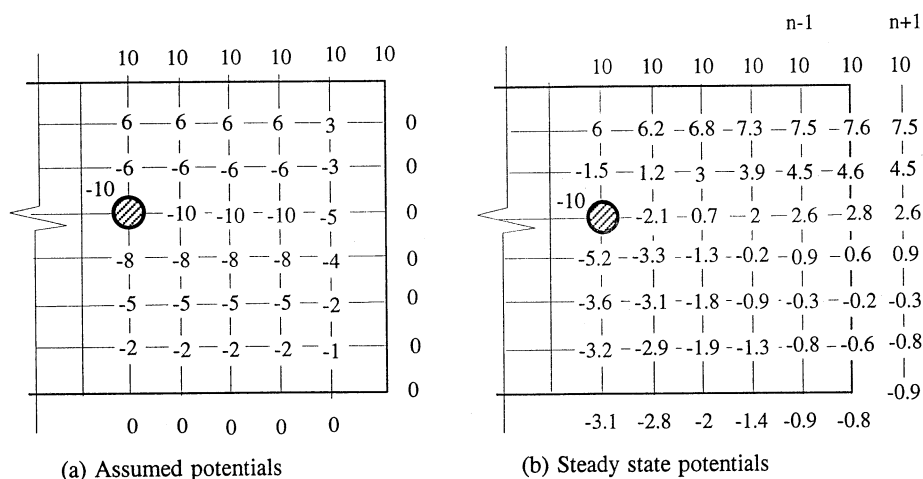 n-1 n+1
10 10 10 10 10 10
10 10 10 10 10 10 10
6 6 6 6 3 0
6 6.2 -6.8 -7.3 -7.5 -7.6 7.5
-6 -6 -6 -6 -3 0
-1.5 1.2 3 3.9 4.5 4.6 4.5
-10 -10 -10 -10 -5 0
-10 -2.1 0.7 2 2.6 2.8 2.6
-8 -8 -8 -8 -4 0
-5.2 -3.3 -1.3 -0.2 0.9 -0.6 0.9
-5 -5 -5 -5 -2 0
-3.6 -3.1 -1.8 -0.9 -0.3 -0.2 -0.3
-2 -2 -2 -2 -1 0
-3.2 -2.9 -1.9 -1.3 -0.8 -0.6 -0.8
0 -0.9
0 0 0 0 0
-3.1 -2.8 -2 -1.4 -0.9 -0.8
(a) Assumed potentials
(b) Steady state potentials